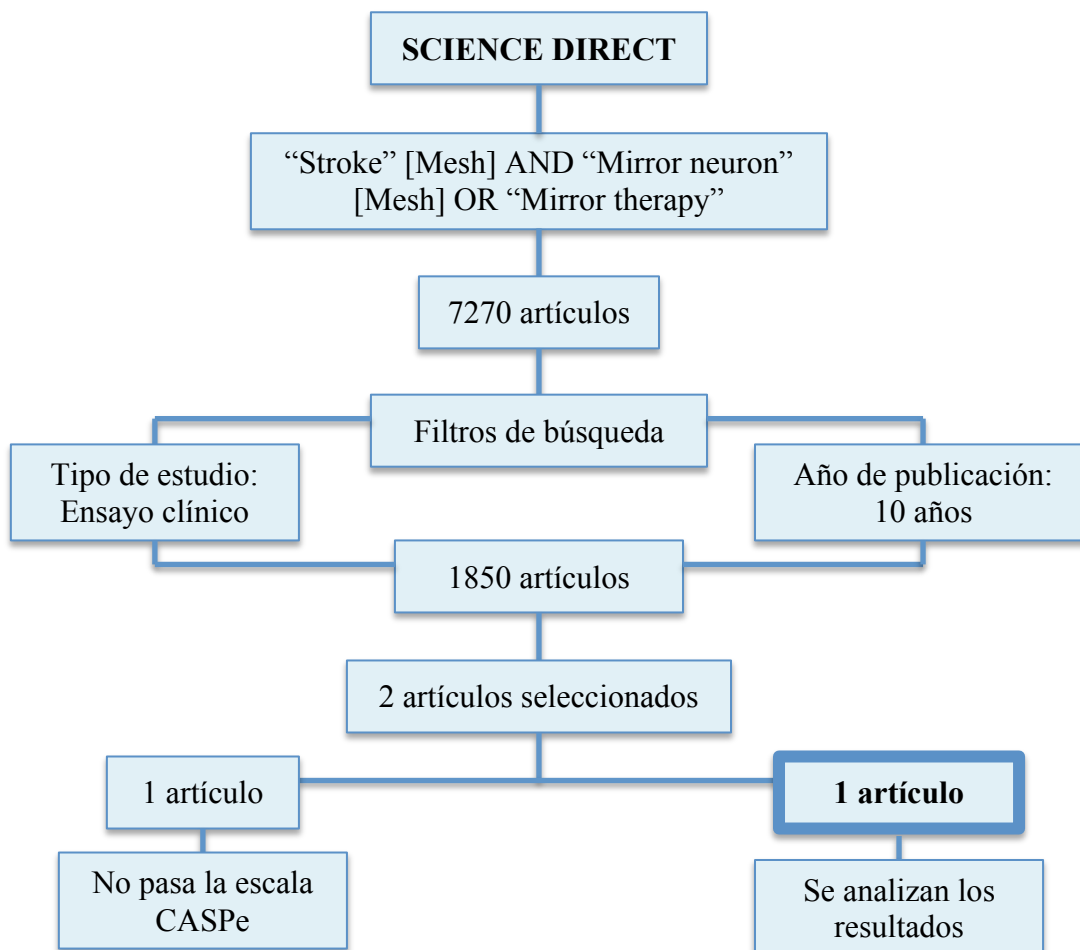 SCIENCE DIRECT
“Stroke” [Mesh] AND “Mirror neuron”
[Mesh] OR “Mirror therapy”
7270 artículos
Filtros de búsqueda
Tipo de estudio:
Ensayo clínico
Año de publicación:
10 años
1850 artículos
2 artículos seleccionados
1 artículo
1 artículo
No pasa la escala
CASPe
Se analizan los
resultados